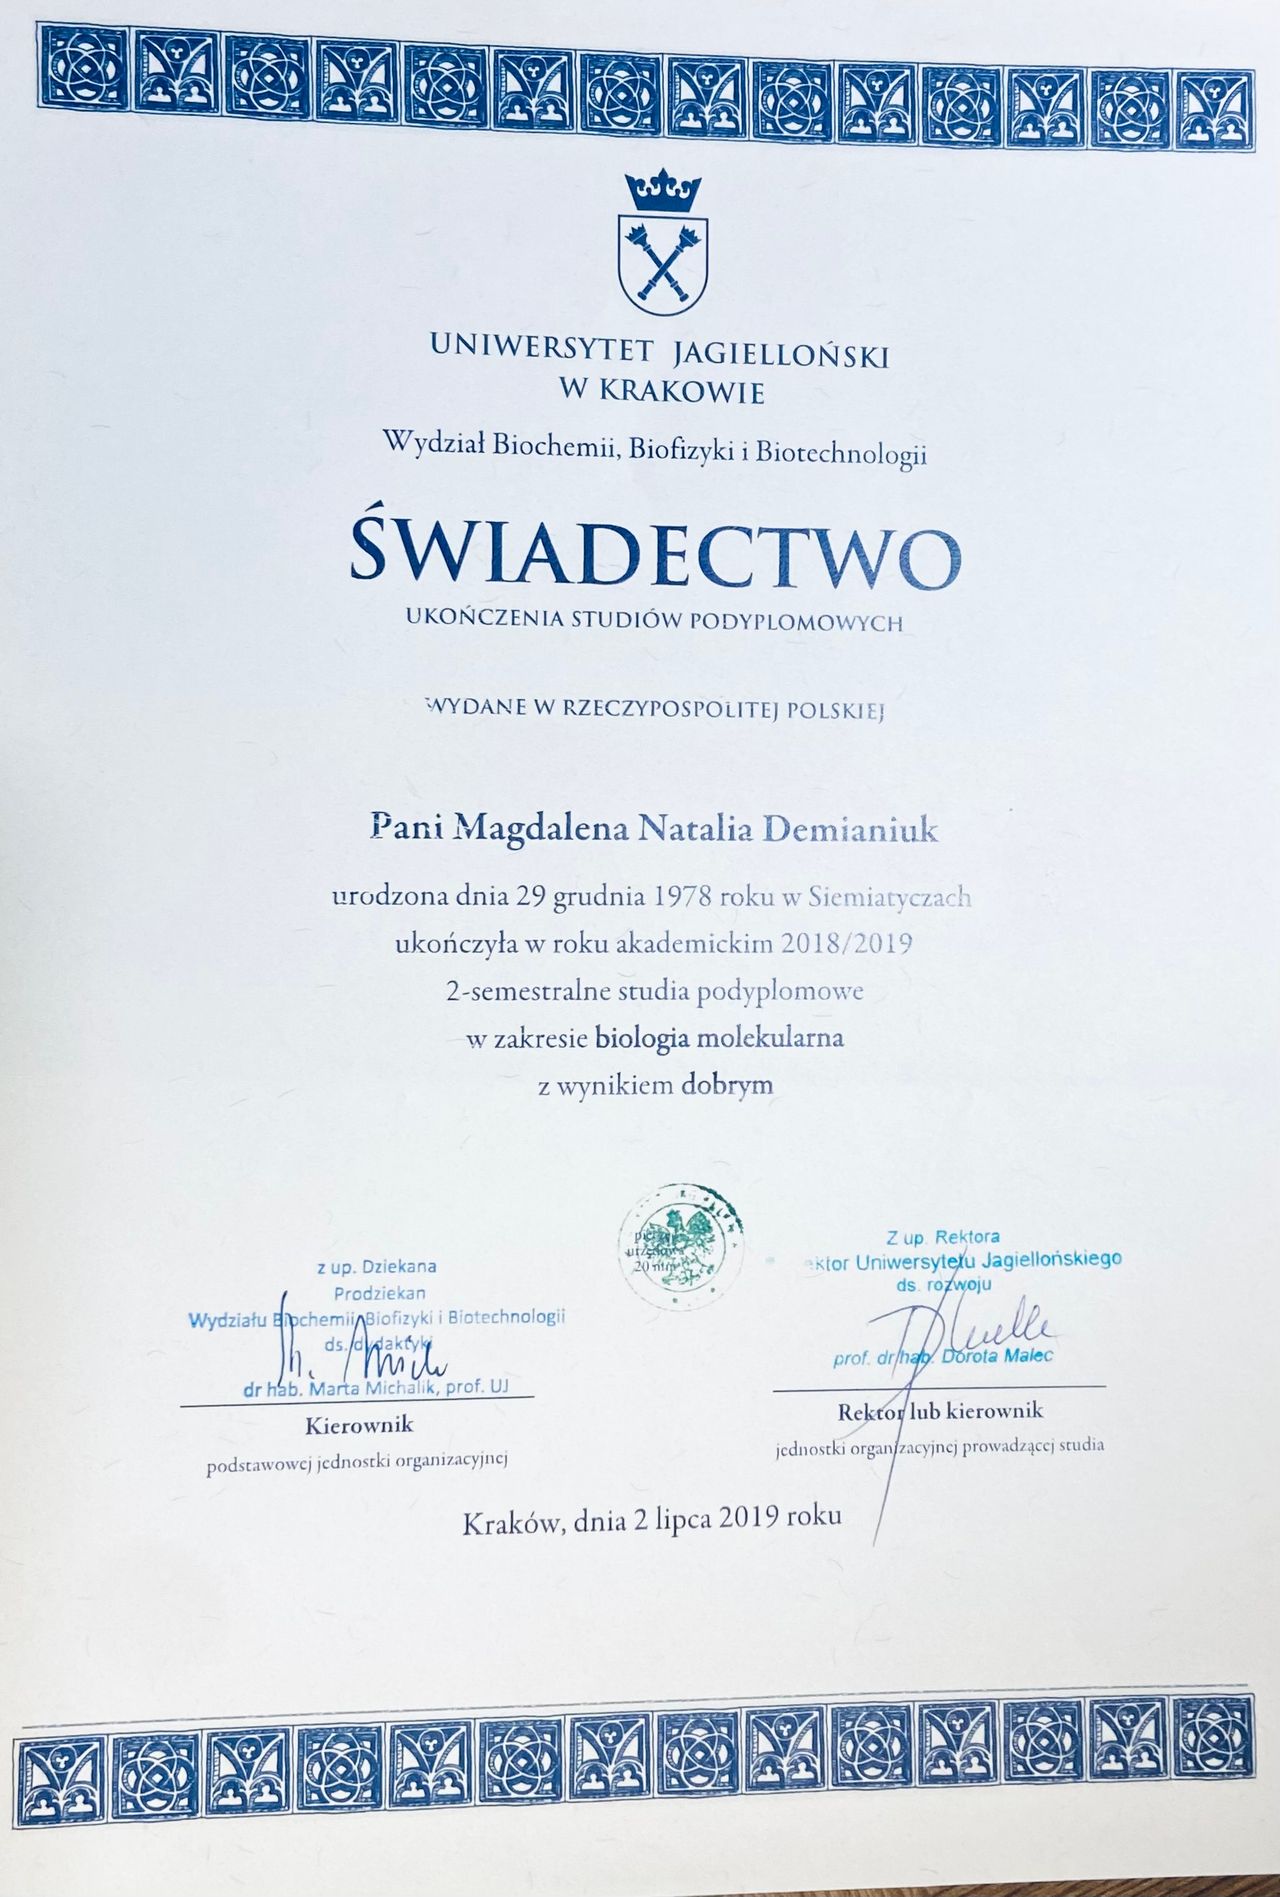 UNIWERSYTET JAGIELLOŃSKI
W KRAKOWIE
Wydział Biochemii, Biofizyki i Biotechnologii
ŚWIADECTWO
UKOŃCZENIA STUDIÓW PODYPLOMOWYCH
WYDANE W RZECZYPOSPOLITEJ POLSKIEJ
Pani Magdalena Natalia Demianiuk
urodzona dnia 29 grudnia 1978 roku w Siemiatyczach
ukończyła w roku akademickim 2018/2019
2-semestralne studia podyplomowe
w zakresie biologia molekularna
z wynikiem dobrym
z up. Dziekana
Prodziekan
Wydziału Biochemii, Biofizyki i Biotechnologii
ds. dydaktyki
dr hab. Marta Michalik, prof. UJ
Kierownik
podstawowej jednostki organizacyjnej
urzędowa
20 mm
Z up. Rektora
ektor Uniwersytetu Jagiellońskiego
ds. rozwoju
prof. dr hab. Dorota Malec
Rektor lub kierownik
jednostki organizacyjnej prowadzącej studia
Kraków, dnia 2 lipca 2019 roku